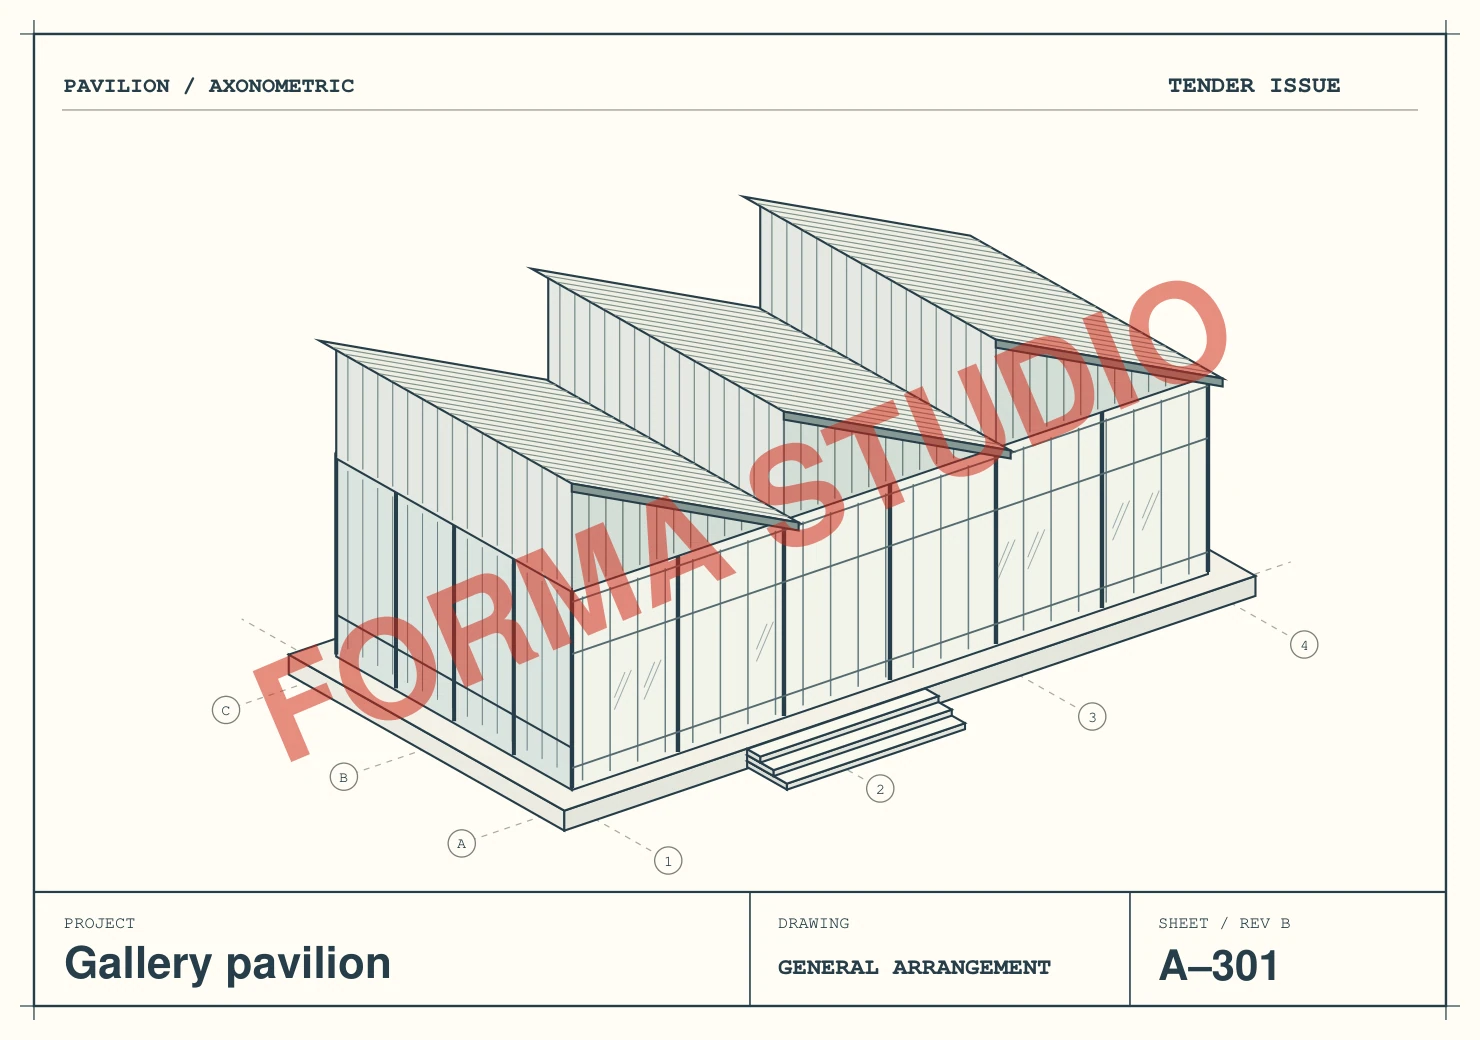 PAVILION / AXONOMETRIC
TENDER ISSUE
FORMA STUDIO
C
B
A
1
2
3
4
PROJECT
Gallery pavilion
DRAWING
GENERAL ARRANGEMENT
SHEET / REV B
A–301